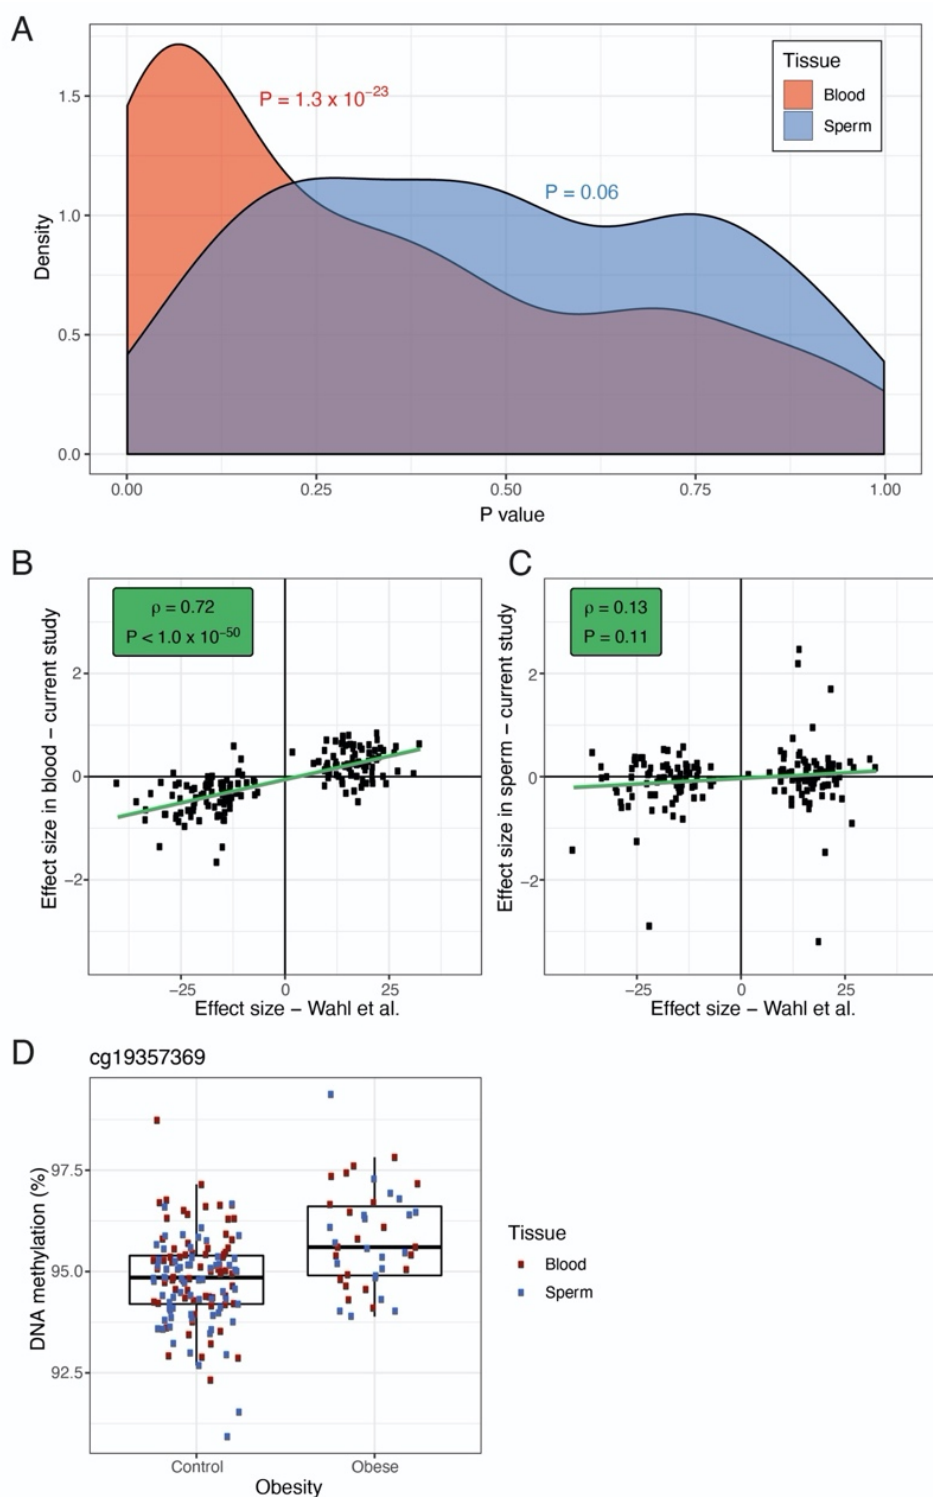 A
Tissue
Blood
Sperm
P = 1.3 x 10⁻²³
P = 0.06
Density
1.5
1.0
0.5
0.0
0.00 0.25 0.50 0.75 1.00
P value
B
ρ = 0.72
P < 1.0 x 10⁻⁵⁰
Effect size in blood – current study
2
0
−2
−25 0 25
Effect size – Wahl et al.
C
ρ = 0.13
P = 0.11
Effect size in sperm – current study
2
0
−2
−25 0 25
Effect size – Wahl et al.
D
cg19357369
DNA methylation (%)
97.5
95.0
92.5
Control Obese
Obesity
Tissue
Blood
Sperm